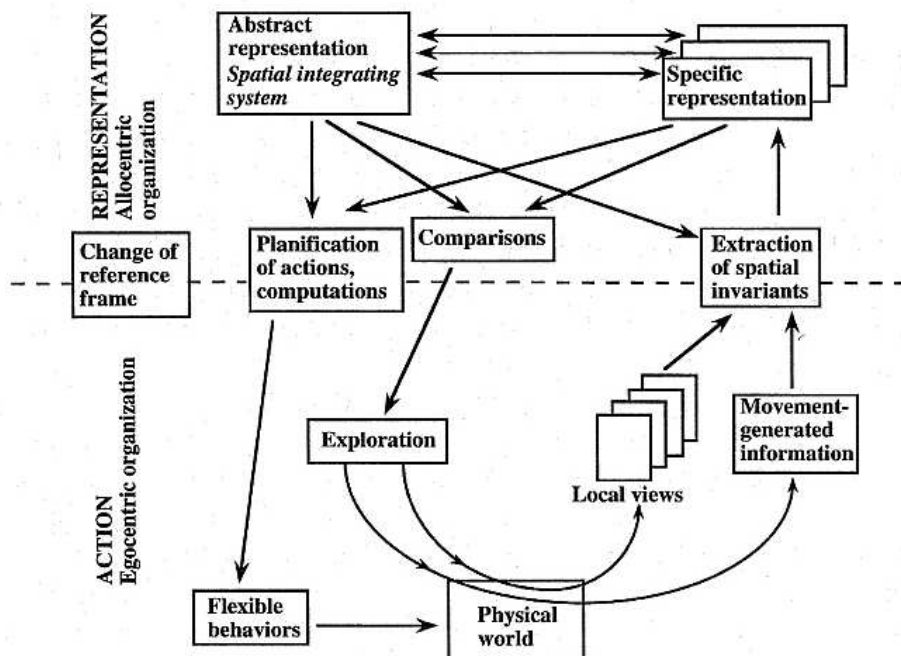 Abstract
representation
Spatial integrating
system
Specific
representation
REPRESENTATION
Allocentric
organization
Change of
reference
frame
Planification
of actions,
computations
Comparisons
Extraction
of spatial
invariants
ACTION
Egocentric organization
Exploration
Local views
Movement-
generated
information
Flexible
behaviors
Physical
world